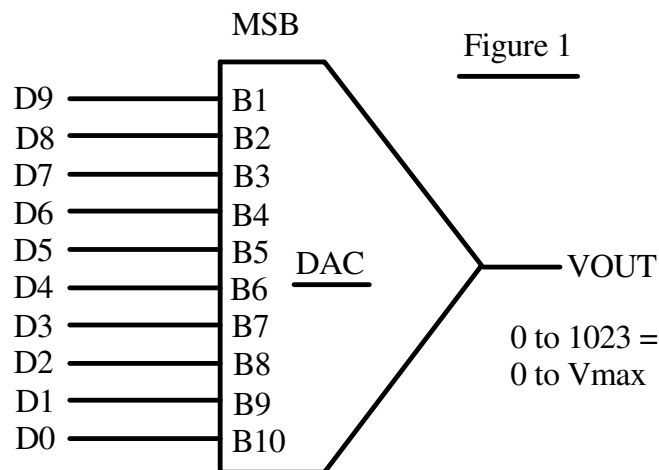 MSB
Figure 1
D9 B1
D8 B2
D7 B3
D6 B4
D5 B5
DAC
D4 B6
VOUT
D3 B7
D2 B8
D1 B9
D0 B10
0 to 1023 =
0 to Vmax